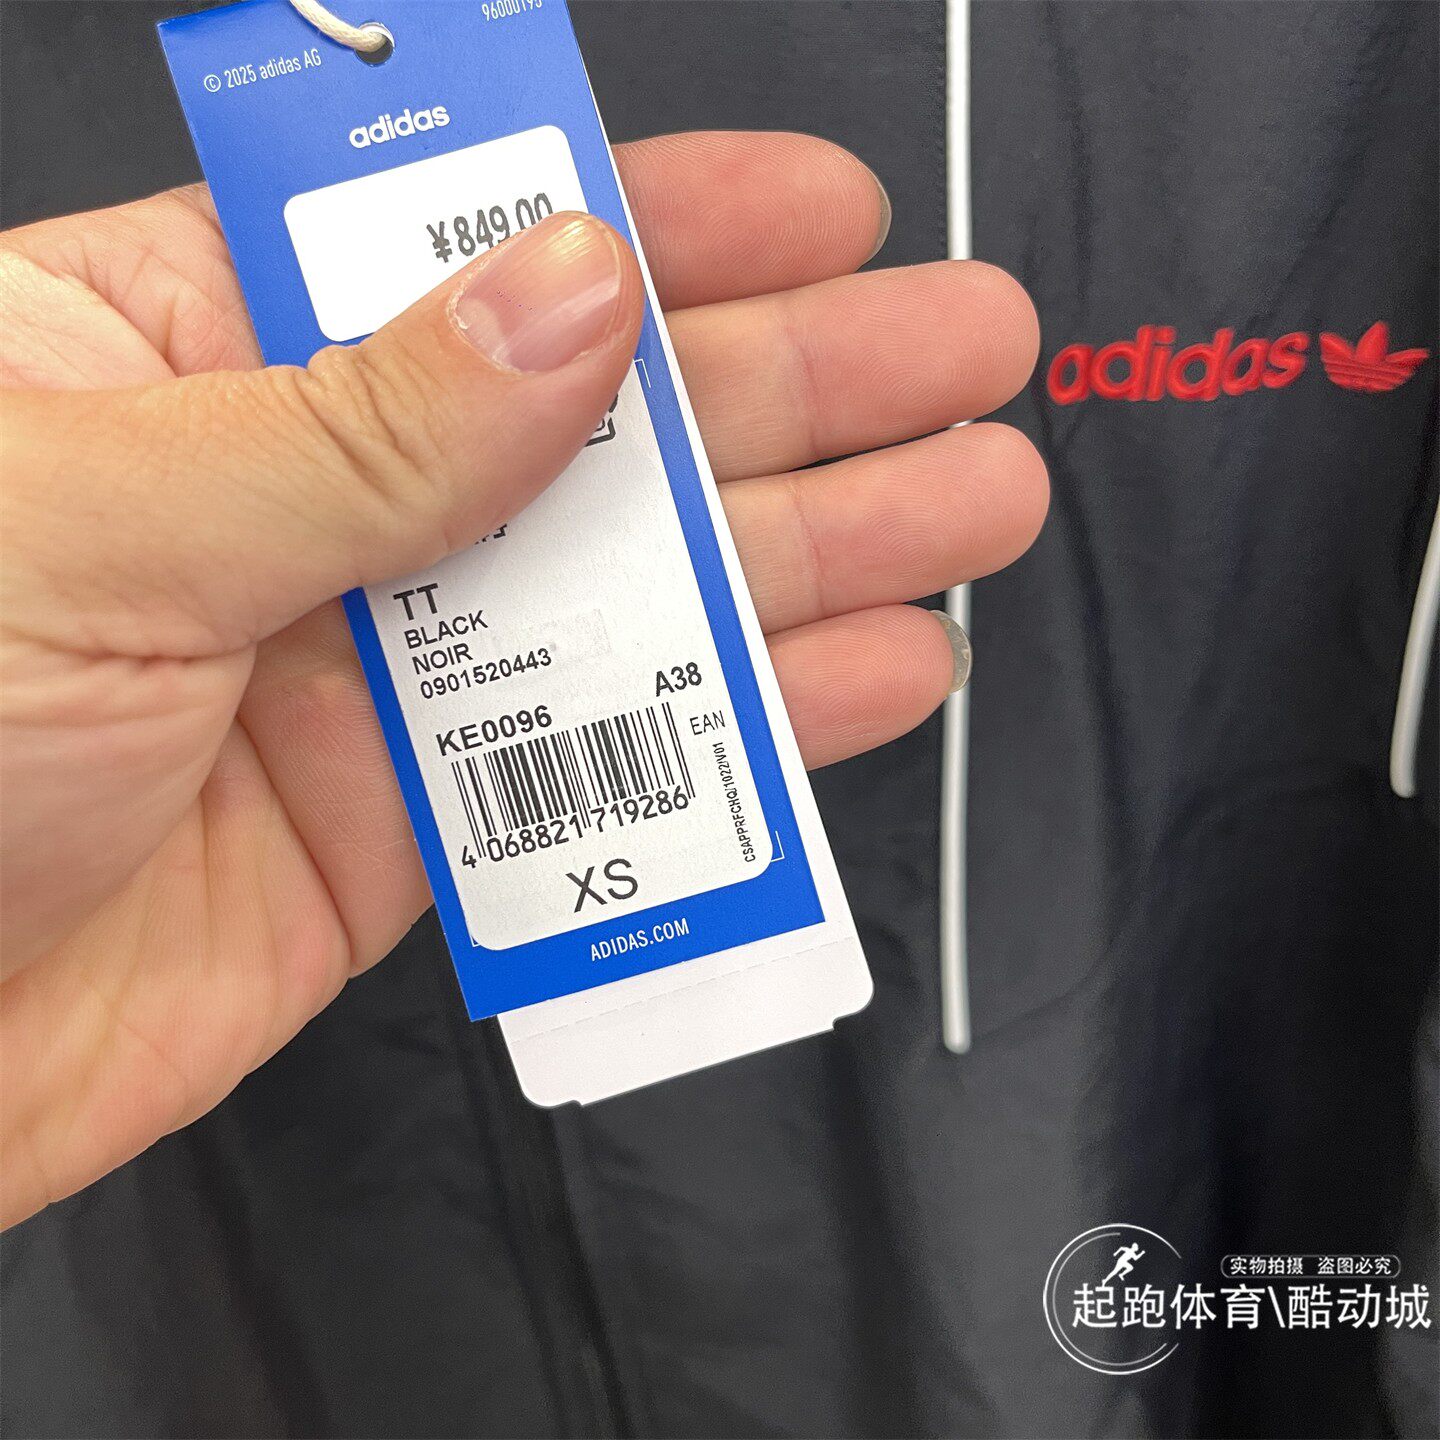 © 2025 adidas AG
adidas
¥849.00
TT
BLACK
NOIR
0901520443
KE0096
A38
EAN
4 068821 719286
CSAPPRFCHQ/1022/V01
XS
ADIDAS.COM
adidas
实物拍摄 盗图必究
起跑体育\酷动城